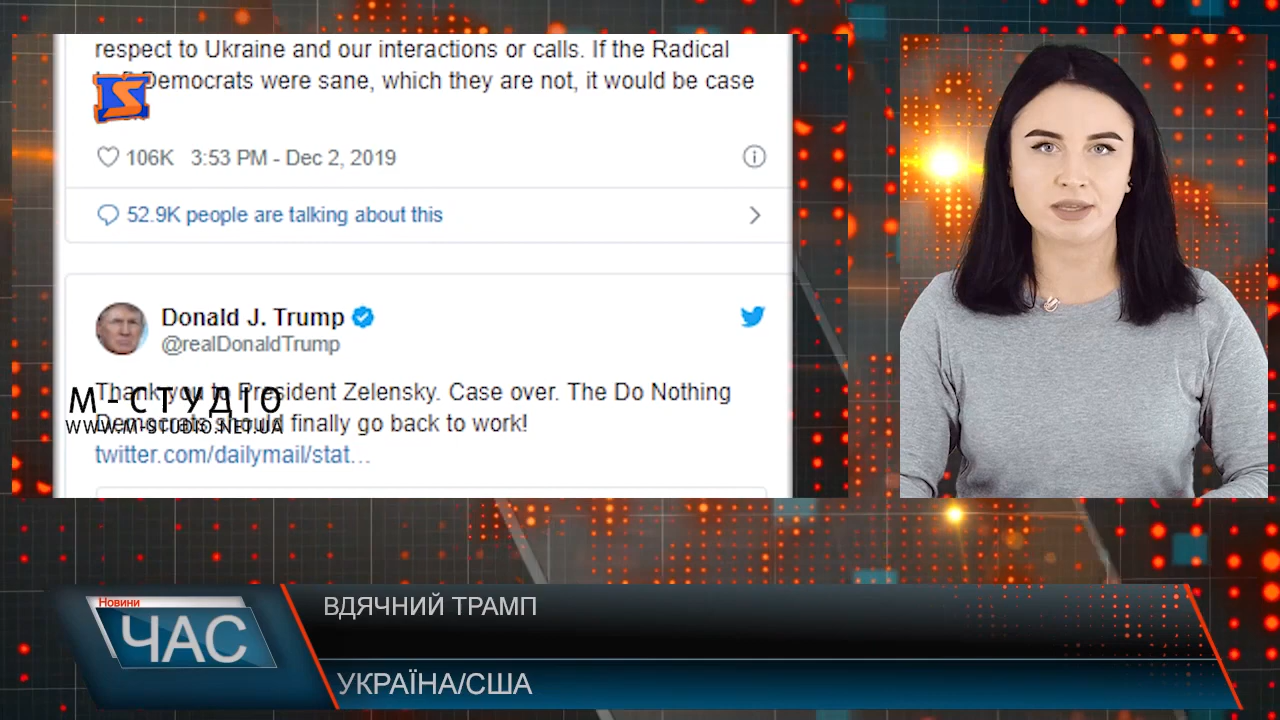 respect to Ukraine and our interactions or calls. If the Radical
Democrats were sane, which they are not, it would be case
106K 3:53 PM - Dec 2, 2019
52.9K people are talking about this
Donald J. Trump
@realDonaldTrump
Thank you to President Zelensky. Case over. The Do Nothing
Democrats should finally go back to work!
twitter.com/dailymail/stat...
М-СТУДІО
WWW.M-STUDIO.NET.UA
Новини
ЧАС
ВДЯЧНИЙ ТРАМП
УКРАЇНА/США